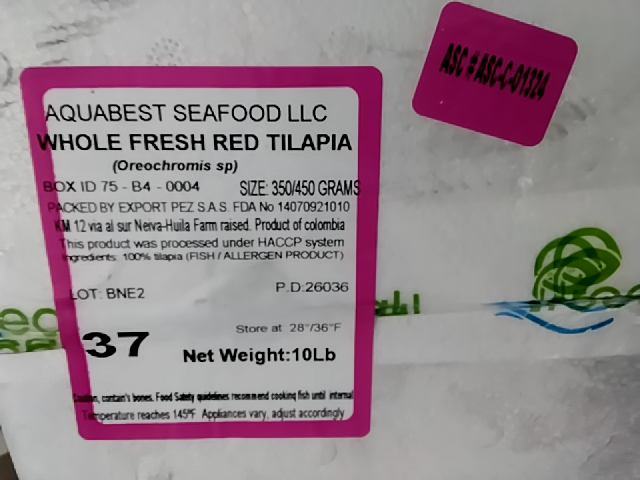 ASC # ASC-C-01324
AQUABEST SEAFOOD LLC
WHOLE FRESH RED TILAPIA
(Oreochromis sp)
BOX ID 75 - B4 - 0004 SIZE: 350/450 GRAMS
PACKED BY EXPORT PEZ S.A.S. FDA No 14070921010
KM 12 via al sur Neiva-Huila Farm raised. Product of colombia
This product was processed under HACCP system
Ingredients: 100% tilapia (FISH / ALLERGEN PRODUCT)
LOT: BNE2 P.D:26036
37 Store at 28°/36°F
Net Weight:10Lb
Caution, contain's bones. Food Safety guidelines recommend cooking fish until internal
Temperature reaches 145ºF Appliances vary, adjust accordingly